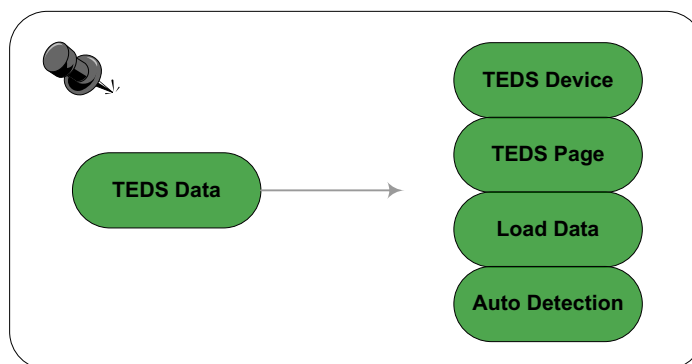 TEDS Data
TEDS Device
TEDS Page
Load Data
Auto Detection